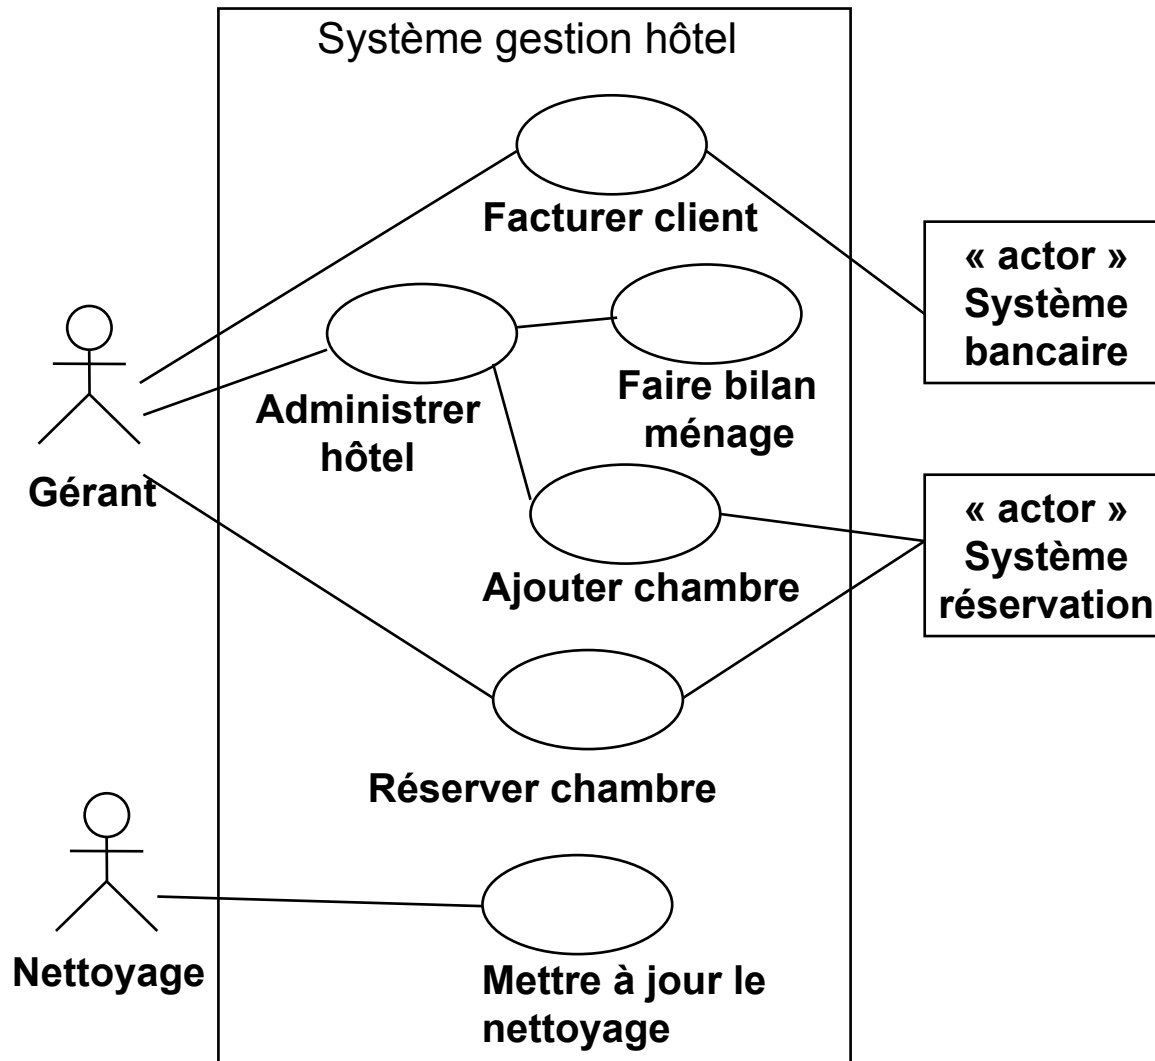 Système gestion hôtel
Facturer client
« actor »
Système
bancaire
Administrer
hôtel
Faire bilan
ménage
Gérant
« actor »
Système
réservation
Ajouter chambre
Réserver chambre
Nettoyage
Mettre à jour le
nettoyage